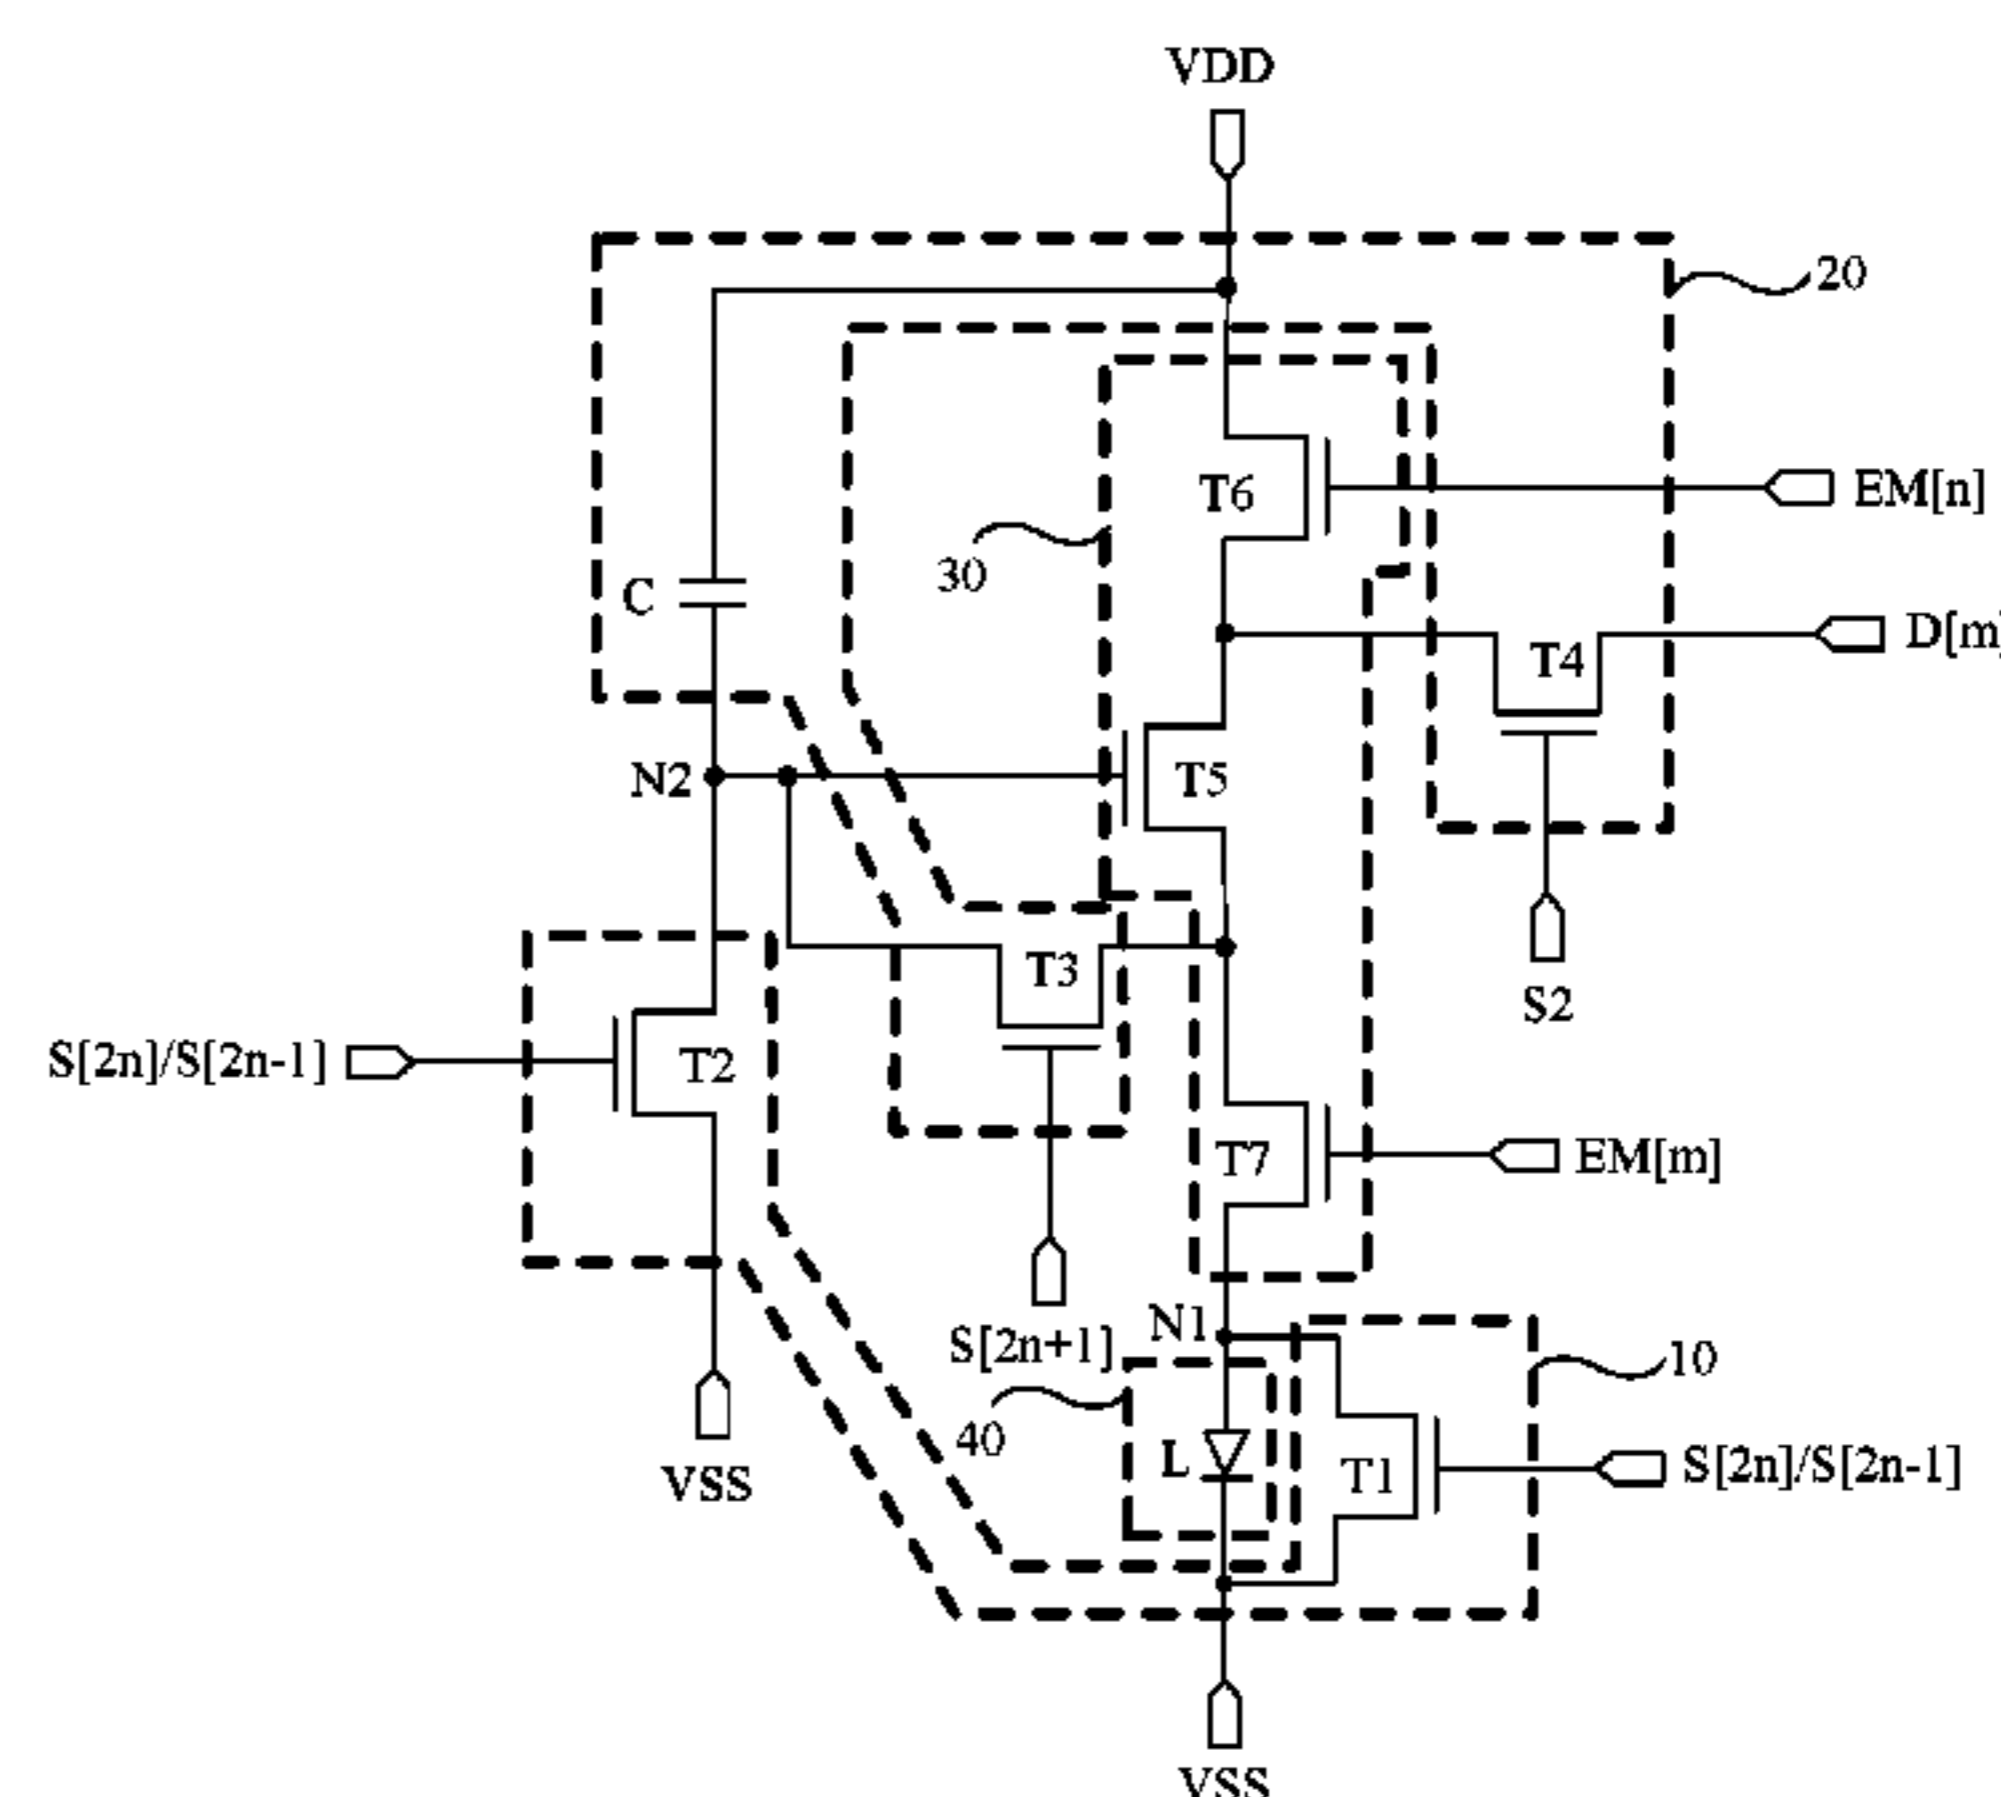 VDD
20
EM[n]
T6
30
C
D[m]
T4
N2
T5
T3
S2
S[2n]/S[2n-1]
T2
T7
EM[m]
N1
S[2n+1]
10
40
L
T1
S[2n]/S[2n-1]
VSS
VSS